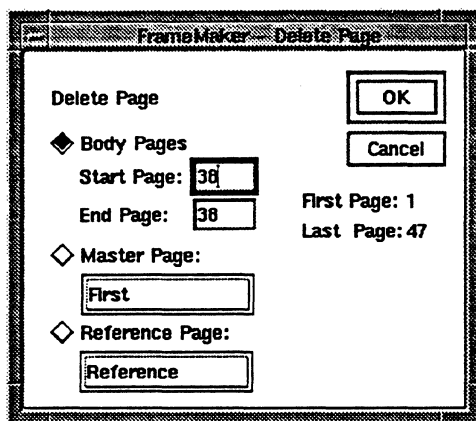 FrameMaker - Delete Page
Delete Page
OK
Body Pages
Cancel
Start Page: 38
End Page: 38
First Page: 1
Last Page: 47
Master Page:
First
Reference Page:
Reference